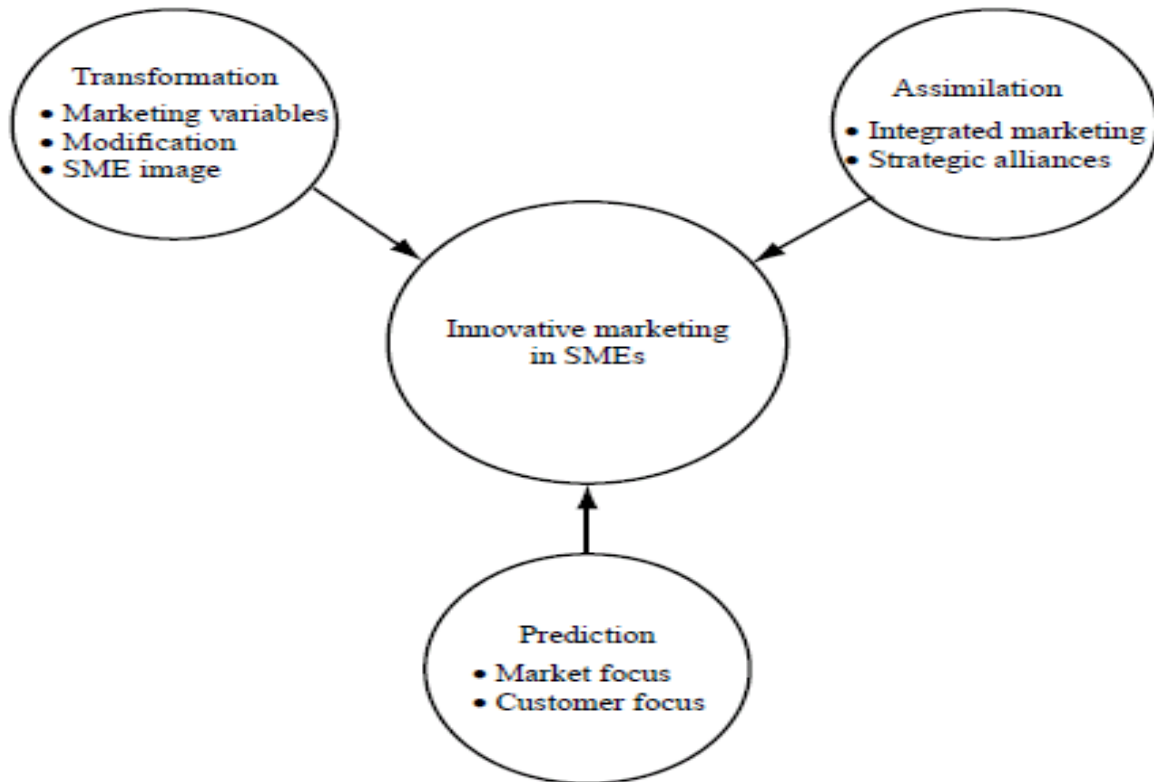 Transformation
• Marketing variables
• Modification
• SME image
Assimilation
• Integrated marketing
• Strategic alliances
Innovative marketing
in SMEs
Prediction
• Market focus
• Customer focus